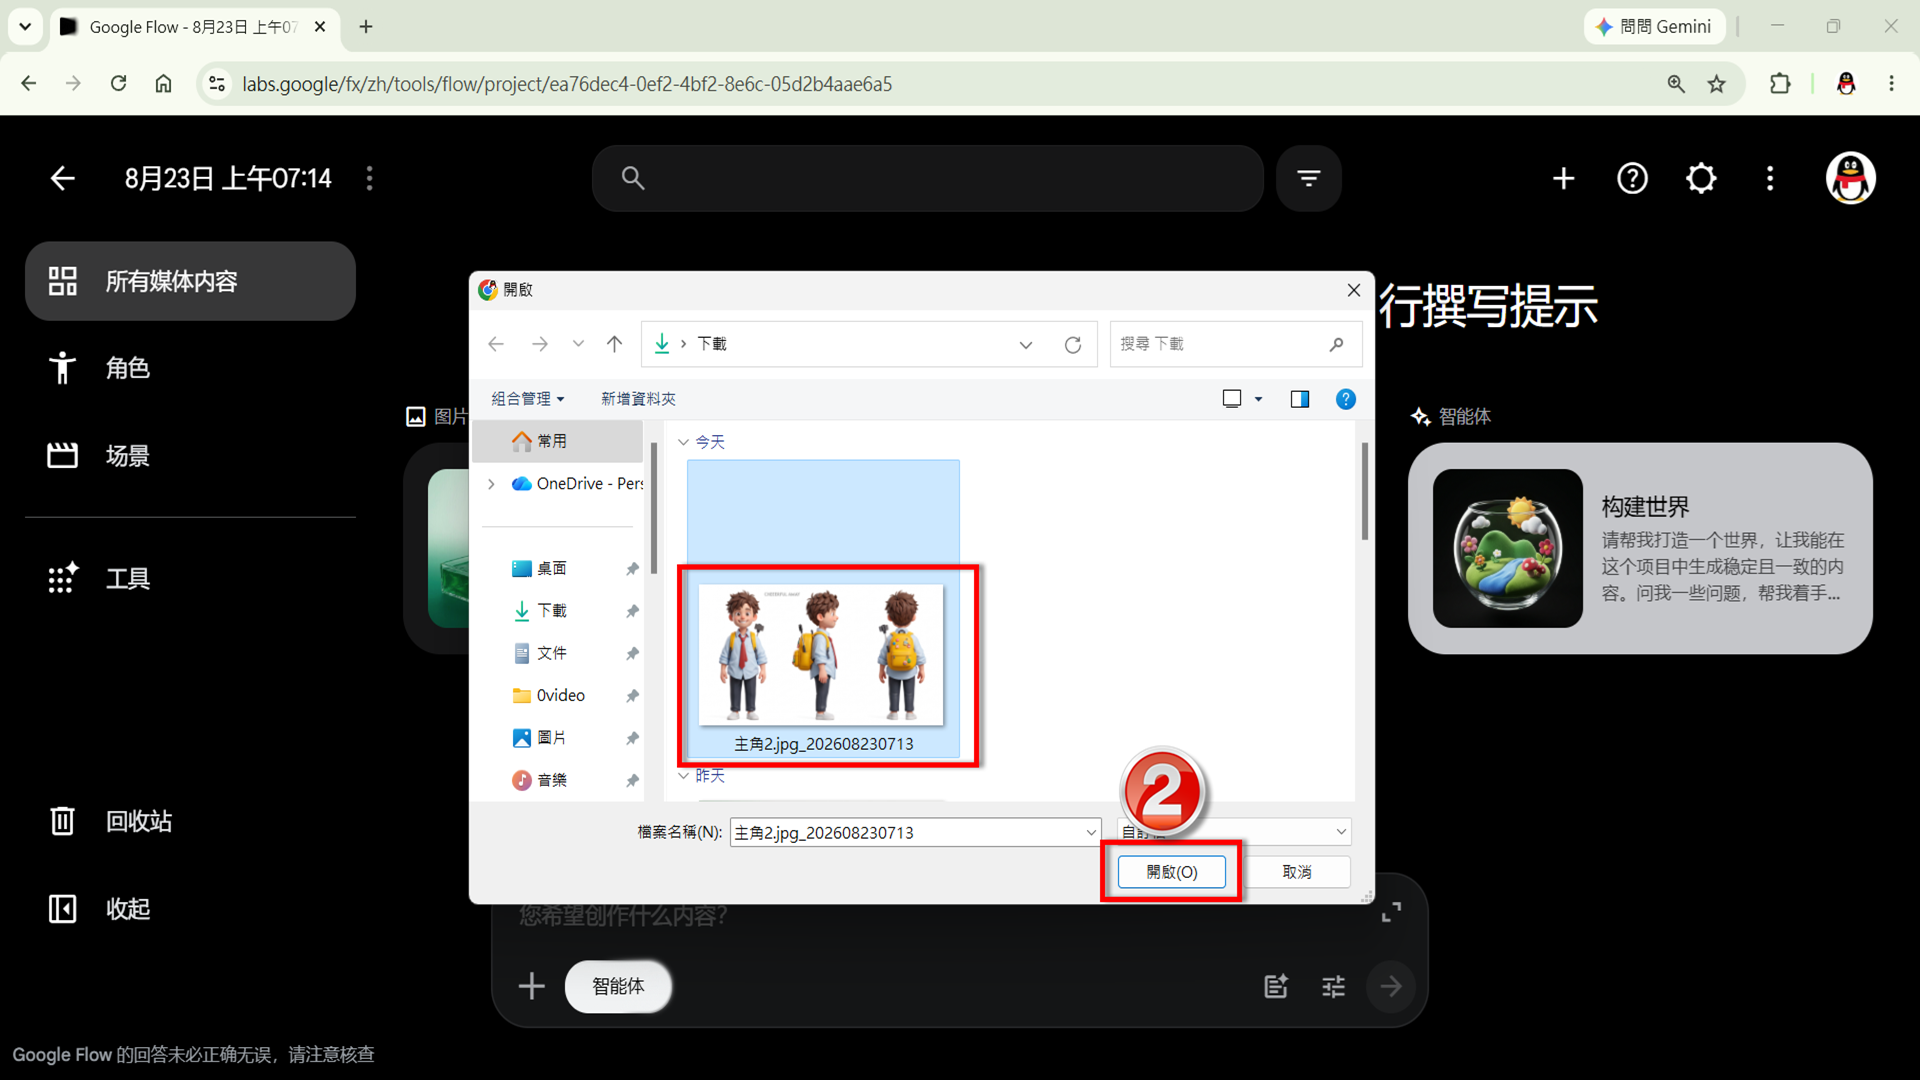 Google Flow - 8月23日 上午07
問問 Gemini
labs.google/fx/zh/tools/flow/project/ea76dec4-0ef2-4bf2-8e6c-05d2b4aae6a5
8月23日 上午07:14
所有媒体内容
角色
场景
工具
回收站
收起
行撰写提示
图片
智能体
构建世界
请帮我打造一个世界，让我能在
这个项目中生成稳定且一致的内
容。问我一些问题，帮我着手...
開啟
下載
搜尋 下載
組合管理
新增資料夾
常用
OneDrive - Pers
桌面
下載
文件
0video
圖片
音樂
今天
主角2.jpg_202608230713
昨天
2
檔案名稱(N):
主角2.jpg_202608230713
開啟(O)
取消
您希望创作什么内容？
智能体
Google Flow 的回答未必正确无误，请注意核查